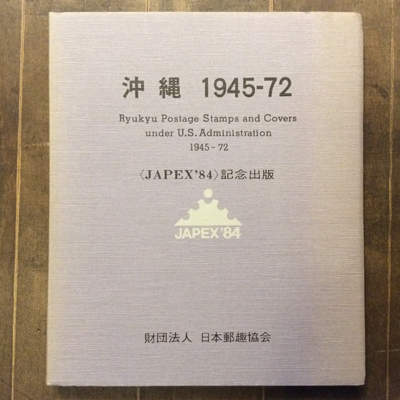 沖縄 1945-72
Ryukyu Postage Stamps and Covers
under U.S. Administration
1945-72
〈JAPEX'84〉記念出版
JAPEX'84
財団法人 日本郵趣協会